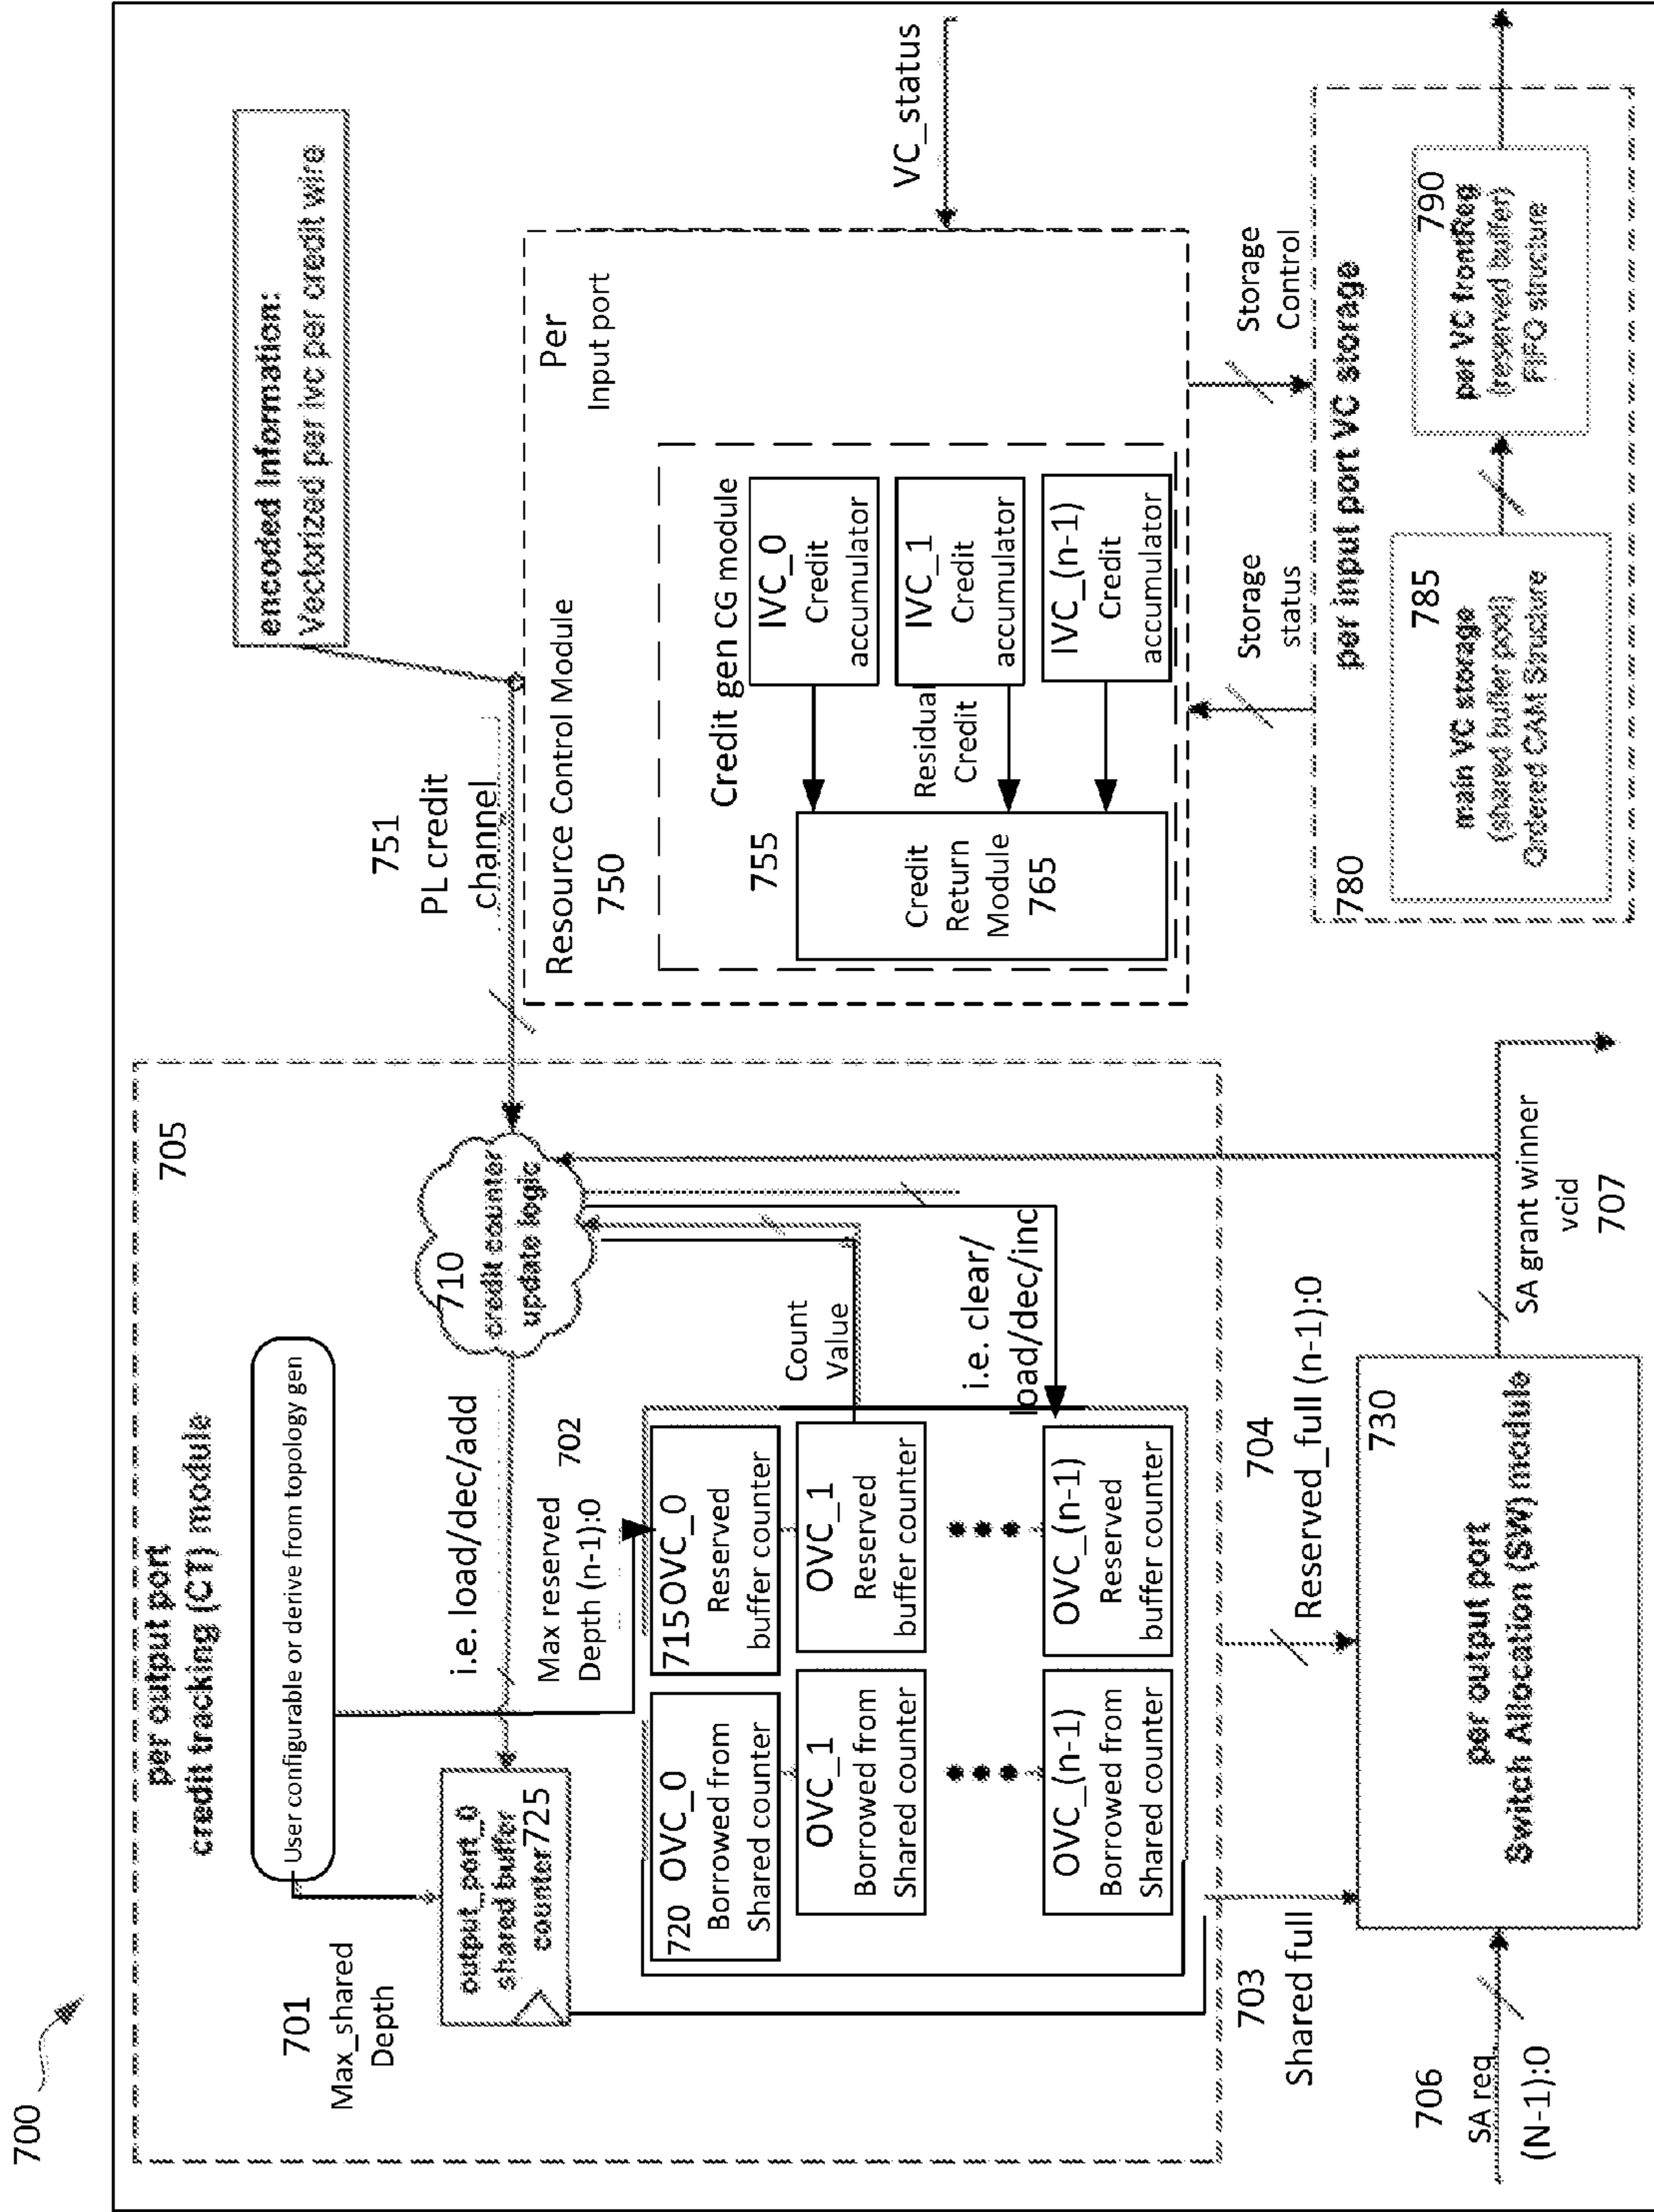 700
per output port
credit tracking (CT) module
705
User configurable or derive from topology gen
701
Max_shared
Depth
i.e. load/dec/add
710
credit counter
update logic
output_port_0
shared buffer
counter 725
Max reserved
Depth (n-1):0
702
720 OVC_0
Borrowed from
Shared counter
715 OVC_0
Reserved
buffer counter
OVC_1
Borrowed from
Shared counter
OVC_1
Reserved
buffer counter
OVC_(n-1)
Borrowed from
Shared counter
OVC_(n-1)
Reserved
buffer counter
Count
Value
i.e. clear/
load/dec/inc
703
Shared full
704
Reserved_full (n-1):0
706
SA req
(N-1):0
730
per output port
Switch Allocation (SW) module
SA grant winner
vcid
707
encoded Information:
Vectorized per ivc per credit wire
751
PL credit
channel
Resource Control Module
750
Per
Input port
Credit gen CG module
755
Credit
Return
Module
765
IVC_0
Credit
accumulator
Residual
Credit
IVC_1
Credit
accumulator
IVC_(n-1)
Credit
accumulator
VC_status
Storage
status
Storage
Control
780
per input port VC storage
785
main VC storage
(shared buffer pool)
Ordered CAM Structure
790
per VC frontReg
(reserved buffer)
FIFO structure